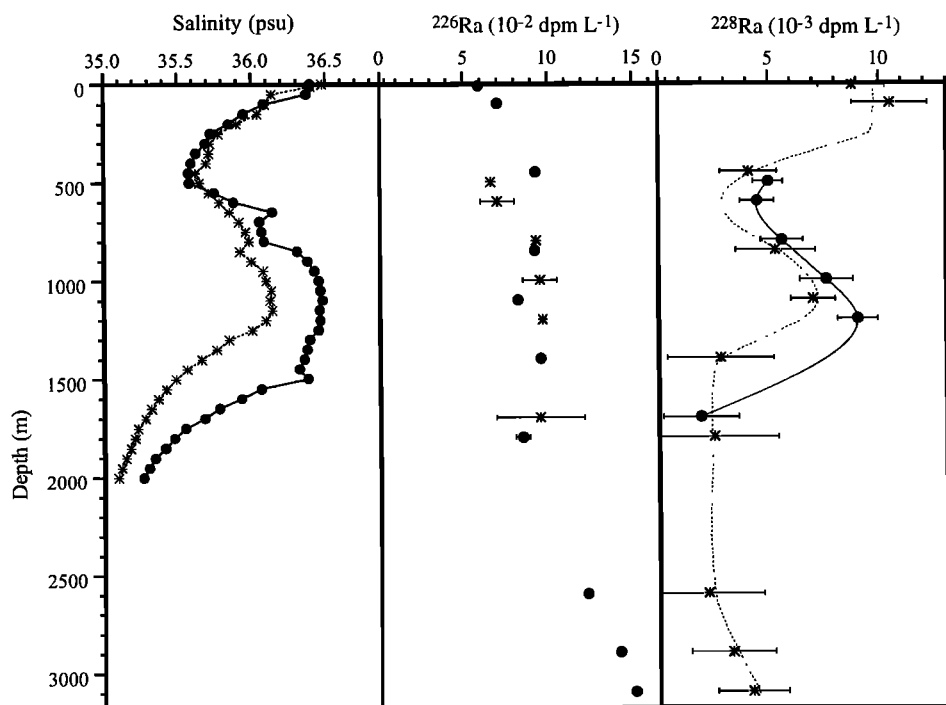 Salinity (psu) ²²⁶Ra (10⁻² dpm L⁻¹) ²²⁸Ra (10⁻³ dpm L⁻¹)
35.0 35.5 36.0 36.5 0 5 10 15 0 5 10
0
500
1000
1500
2000
2500
3000
Depth (m)